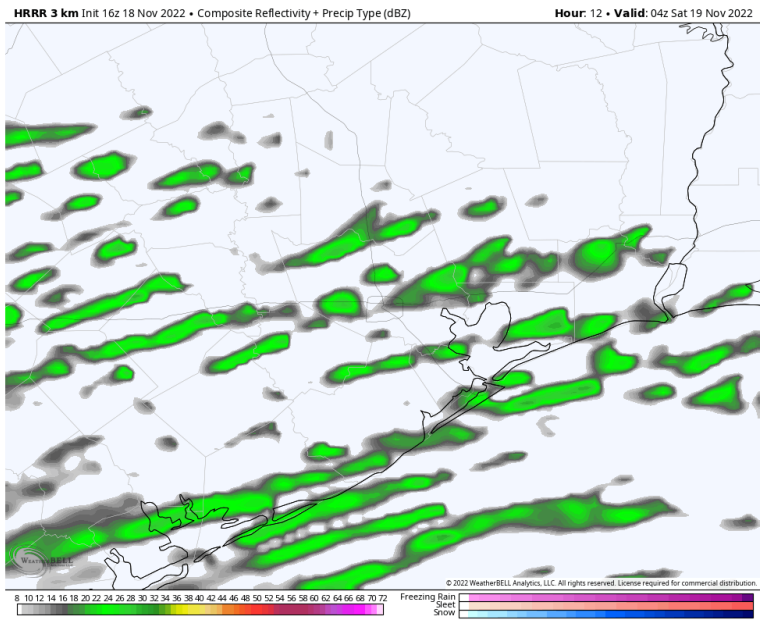 HRRR 3 km Init 16z 18 Nov 2022 • Composite Reflectivity + Precip Type (dBZ) Hour: 12 • Valid: 04z Sat 19 Nov 2022
WeatherBELL
© 2022 WeatherBELL Analytics, LLC. All rights reserved. License required for commercial distribution.
8 10 12 14 16 18 20 22 24 26 28 30 32 34 36 38 40 42 44 46 48 50 52 54 56 58 60 62 64 66 68 70 72
Freezing Rain
Sleet
Snow